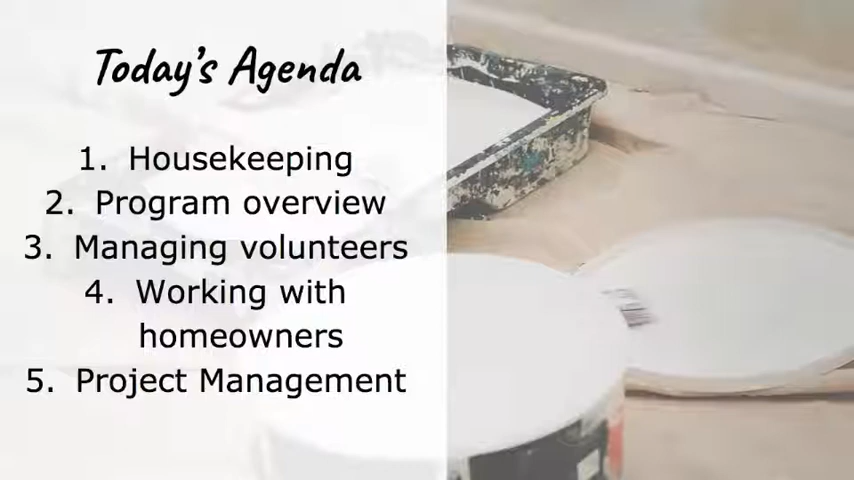 Today's Agenda
1. Housekeeping
2. Program overview
3. Managing volunteers
4. Working with
homeowners
5. Project Management